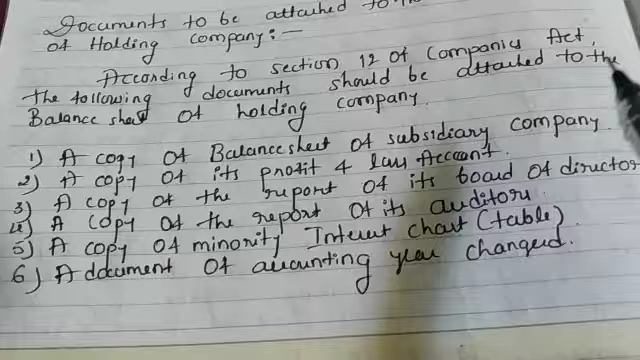 Documents to be attached to the
of Holding company:—
According to section 12 of Companies Act,
the following documents should be attached to the
Balance sheet of holding company.
1) A copy of Balance sheet of subsidiary company.
2) A copy of its profit & loss Account.
3) A copy of the report of its board of director
4) A copy of the report of its auditors.
5) A copy of minority Interest chart (table).
6) A document of accounting year changed.